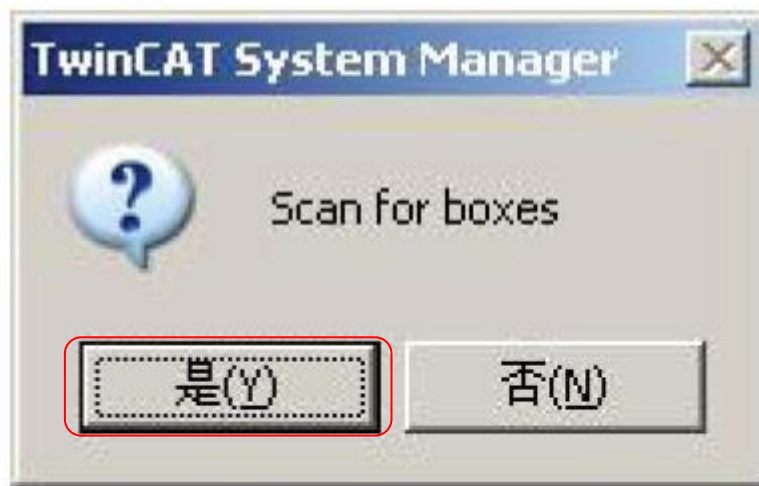 TwinCAT System Manager
?
Scan for boxes
是(Y)
否(N)